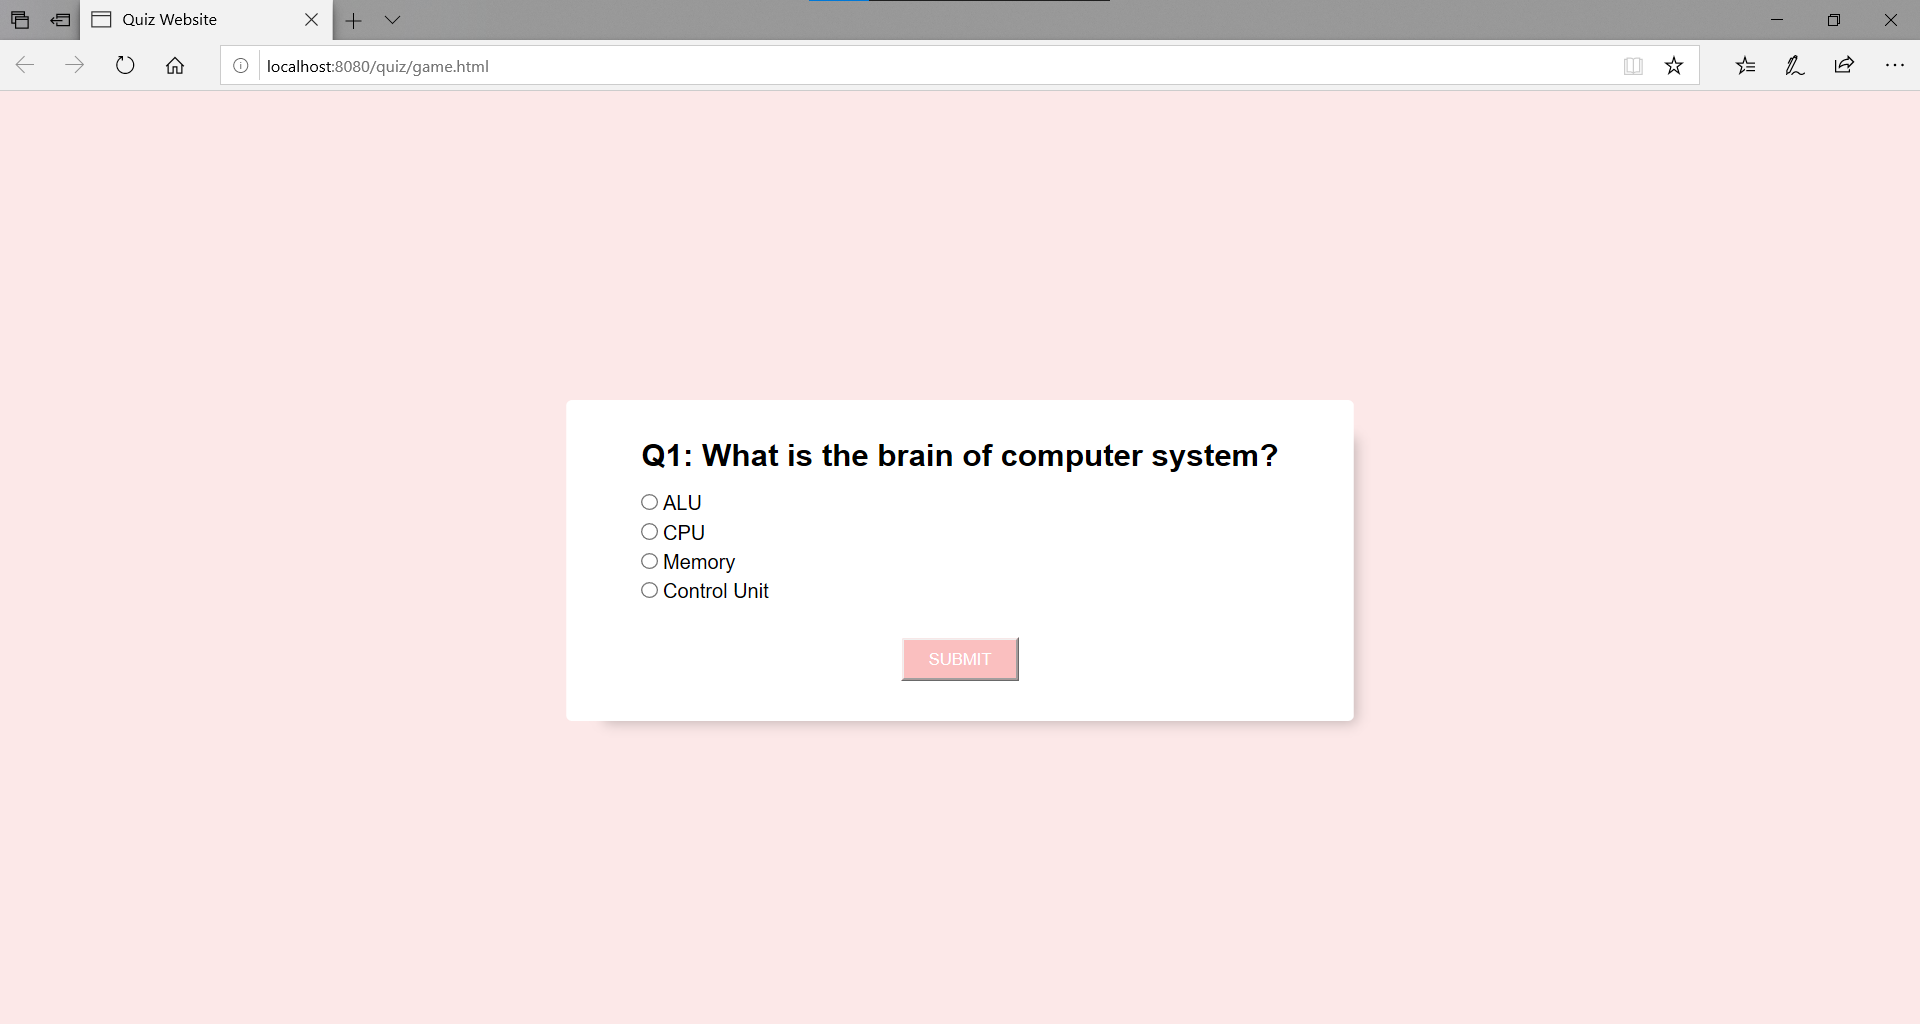 Quiz Website
localhost:8080/quiz/game.html
Q1: What is the brain of computer system?
ALU
CPU
Memory
Control Unit
SUBMIT